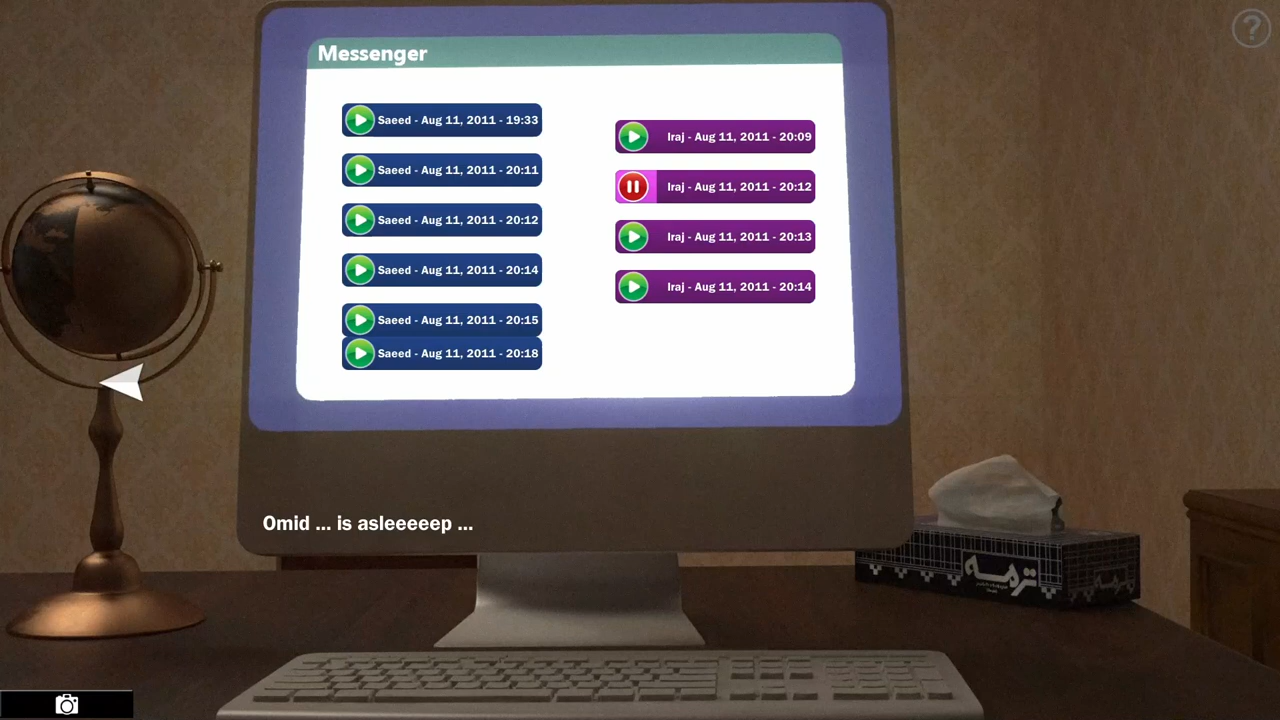 Messenger
Saeed - Aug 11, 2011 - 19:33
Iraj - Aug 11, 2011 - 20:09
Saeed - Aug 11, 2011 - 20:11
Iraj - Aug 11, 2011 - 20:12
Saeed - Aug 11, 2011 - 20:12
Iraj - Aug 11, 2011 - 20:13
Saeed - Aug 11, 2011 - 20:14
Iraj - Aug 11, 2011 - 20:14
Saeed - Aug 11, 2011 - 20:15
Saeed - Aug 11, 2011 - 20:18
Omid ... is asleeeeep ...
ترمه
?